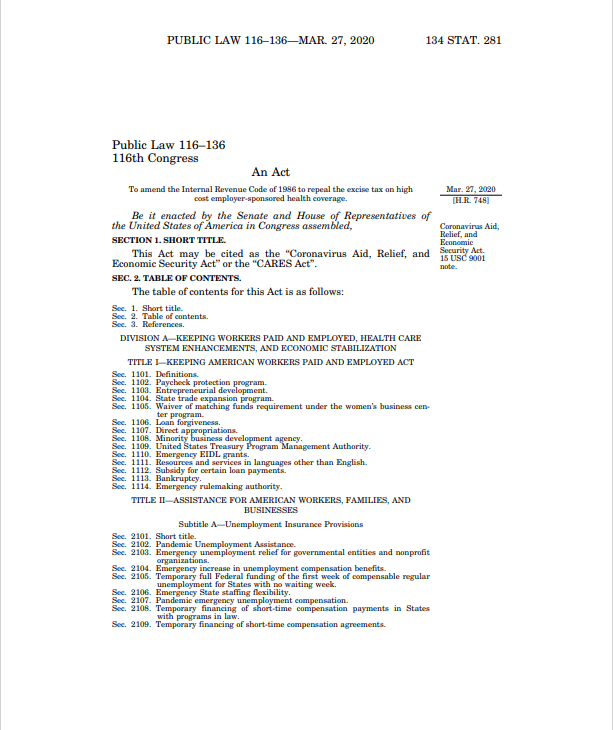 PUBLIC LAW 116–136—MAR. 27, 2020 134 STAT. 281
Public Law 116–136
116th Congress
An Act
To amend the Internal Revenue Code of 1986 to repeal the excise tax on high
cost employer-sponsored health coverage.
Mar. 27, 2020
[H.R. 748]
Be it enacted by the Senate and House of Representatives of
the United States of America in Congress assembled,
Coronavirus Aid,
Relief, and
Economic
Security Act.
15 USC 9001
note.
SECTION 1. SHORT TITLE.
This Act may be cited as the “Coronavirus Aid, Relief, and
Economic Security Act” or the “CARES Act”.
SEC. 2. TABLE OF CONTENTS.
The table of contents for this Act is as follows:
Sec. 1. Short title.
Sec. 2. Table of contents.
Sec. 3. References.
DIVISION A—KEEPING WORKERS PAID AND EMPLOYED, HEALTH CARE
SYSTEM ENHANCEMENTS, AND ECONOMIC STABILIZATION
TITLE I—KEEPING AMERICAN WORKERS PAID AND EMPLOYED ACT
Sec. 1101. Definitions.
Sec. 1102. Paycheck protection program.
Sec. 1103. Entrepreneurial development.
Sec. 1104. State trade expansion program.
Sec. 1105. Waiver of matching funds requirement under the women’s business cen-
ter program.
Sec. 1106. Loan forgiveness.
Sec. 1107. Direct appropriations.
Sec. 1108. Minority business development agency.
Sec. 1109. United States Treasury Program Management Authority.
Sec. 1110. Emergency EIDL grants.
Sec. 1111. Resources and services in languages other than English.
Sec. 1112. Subsidy for certain loan payments.
Sec. 1113. Bankruptcy.
Sec. 1114. Emergency rulemaking authority.
TITLE II—ASSISTANCE FOR AMERICAN WORKERS, FAMILIES, AND
BUSINESSES
Subtitle A—Unemployment Insurance Provisions
Sec. 2101. Short title.
Sec. 2102. Pandemic Unemployment Assistance.
Sec. 2103. Emergency unemployment relief for governmental entities and nonprofit
organizations.
Sec. 2104. Emergency increase in unemployment compensation benefits.
Sec. 2105. Temporary full Federal funding of the first week of compensable regular
unemployment for States with no waiting week.
Sec. 2106. Emergency State staffing flexibility.
Sec. 2107. Pandemic emergency unemployment compensation.
Sec. 2108. Temporary financing of short-time compensation payments in States
with programs in law.
Sec. 2109. Temporary financing of short-time compensation agreements.